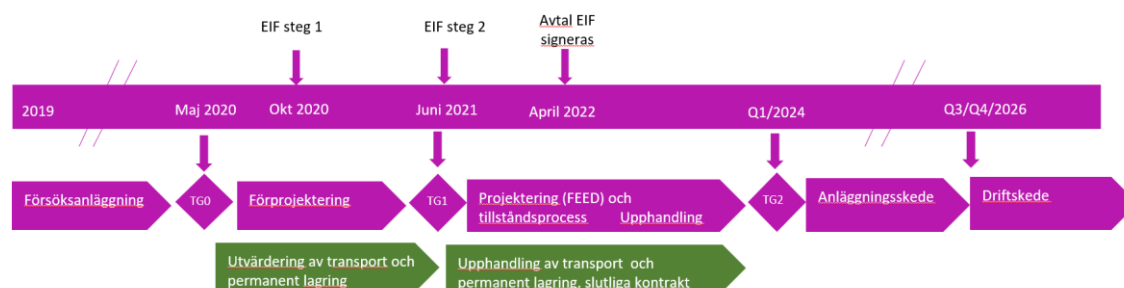 EIF steg 1
EIF steg 2
Avtal EIF
signeras
2019
Maj 2020
Okt 2020
Juni 2021
April 2022
Q1/2024
Q3/Q4/2026
Försöksanläggning
TG0
Förprojektering
TG1
Projektering (FEED) och
tillståndsprocess Upphandling
TG2
Anläggningsskede
Driftskede
Utvärdering av transport och
permanent lagring
Upphandling av transport och
permanent lagring, slutliga kontrakt